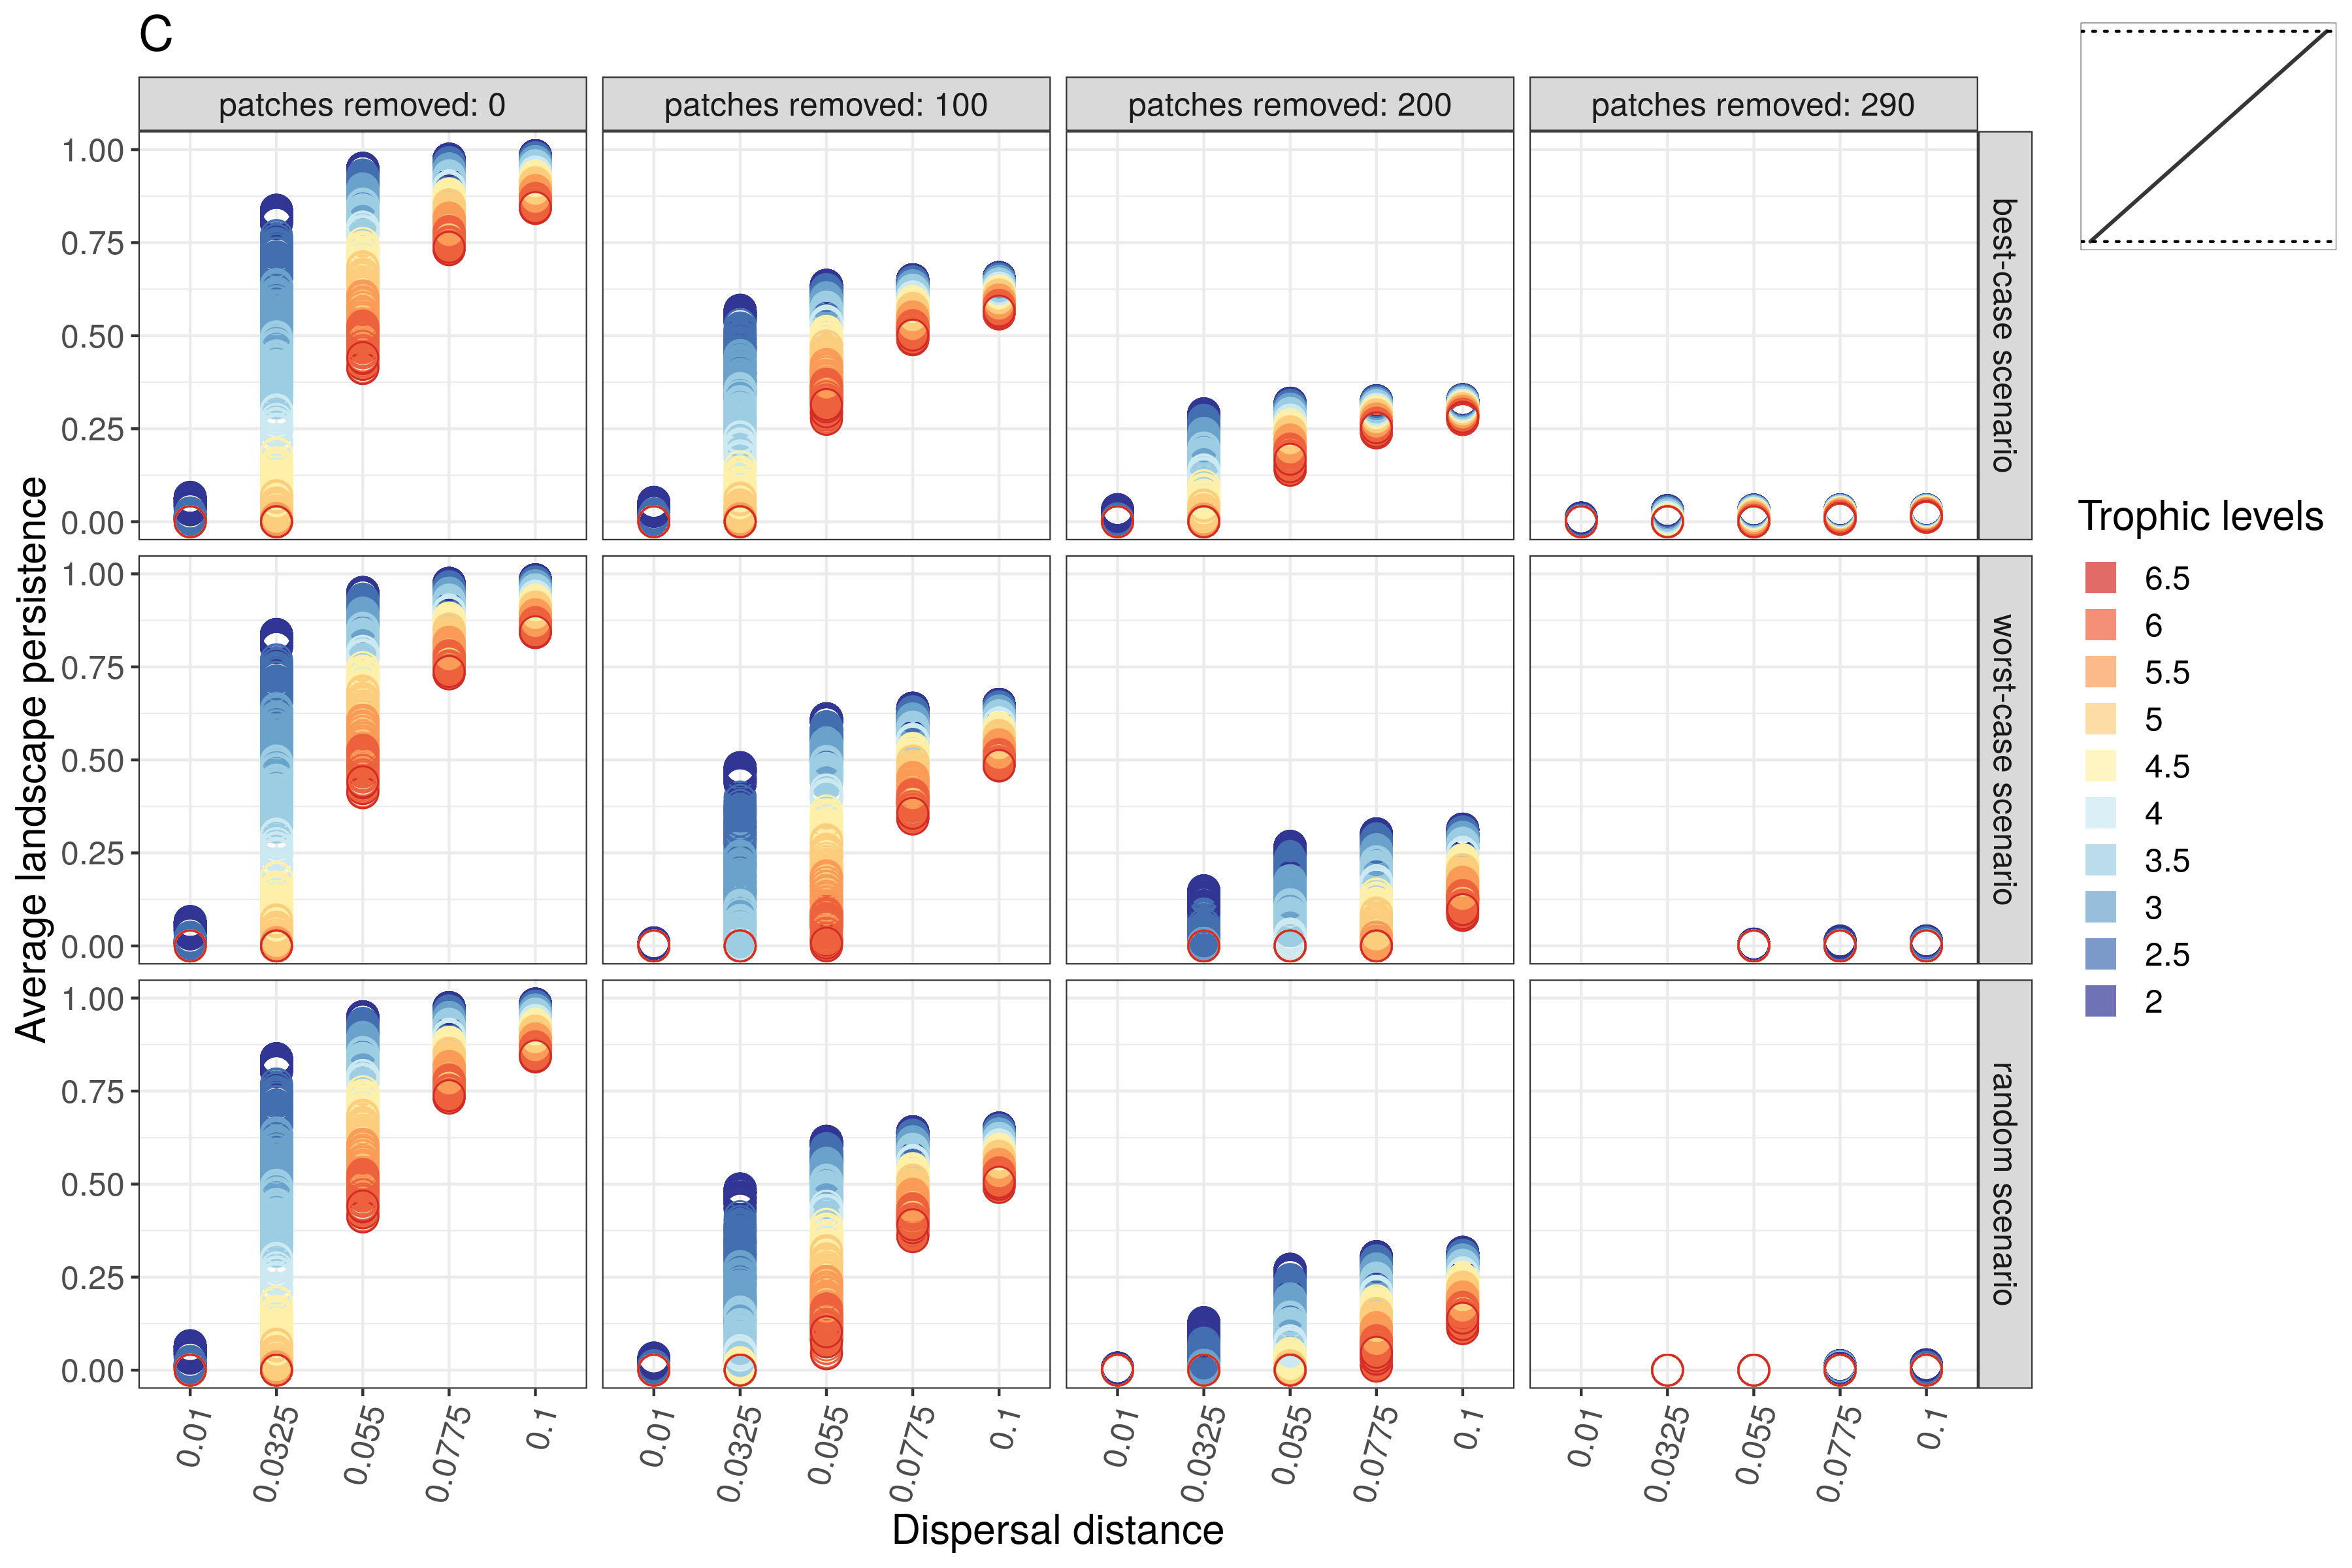 C
patches removed: 0
patches removed: 100
patches removed: 200
patches removed: 290
1.00
0.75
0.50
0.25
0.00
best-case scenario
1.00
0.75
0.50
0.25
0.00
worst-case scenario
1.00
0.75
0.50
0.25
0.00
random scenario
Average landscape persistence
0.01 0.0325 0.055 0.0775 0.1
0.01 0.0325 0.055 0.0775 0.1
0.01 0.0325 0.055 0.0775 0.1
0.01 0.0325 0.055 0.0775 0.1
Dispersal distance
Trophic levels
6.5
6
5.5
5
4.5
4
3.5
3
2.5
2